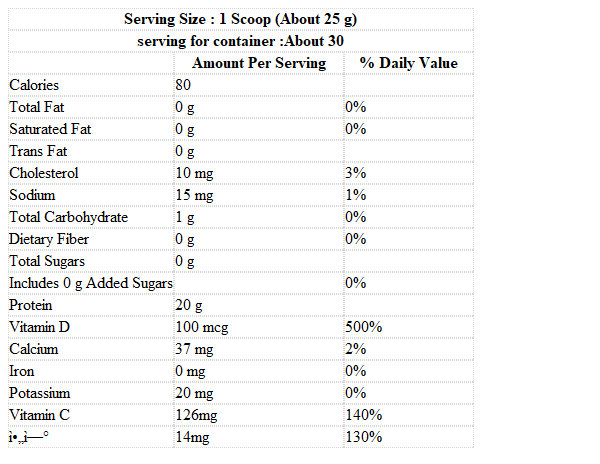 Serving Size : 1 Scoop (About 25 g)
serving for container :About 30
Amount Per Serving % Daily Value
Calories 80
Total Fat 0 g 0%
Saturated Fat 0 g 0%
Trans Fat 0 g
Cholesterol 10 mg 3%
Sodium 15 mg 1%
Total Carbohydrate 1 g 0%
Dietary Fiber 0 g 0%
Total Sugars 0 g
Includes 0 g Added Sugars 0%
Protein 20 g
Vitamin D 100 mcg 500%
Calcium 37 mg 2%
Iron 0 mg 0%
Potassium 20 mg 0%
Vitamin C 126mg 140%
ì•„ì—° 14mg 130%